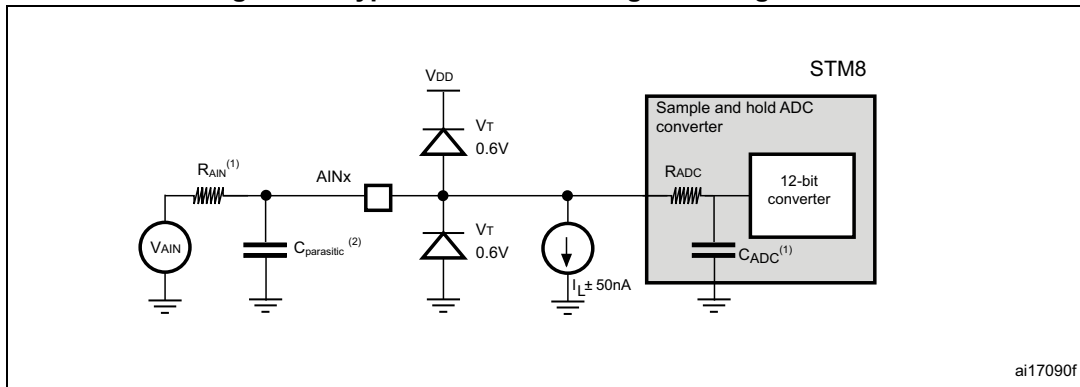 STM8
VDD
Sample and hold ADC
converter
VT
0.6V
RAIN(1)
AINx
RADC
12-bit
converter
VAIN
Cparasitic (2)
VT
0.6V
IL± 50nA
CADC(1)
ai17090f